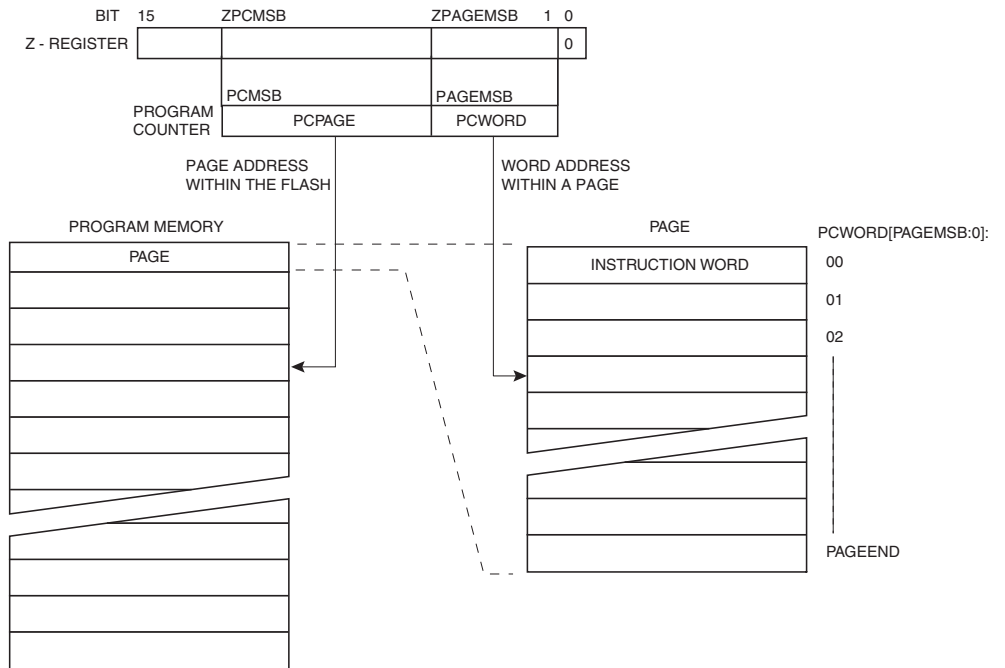 BIT 15 ZPCMSB ZPAGEMSB 1 0
Z - REGISTER 0
PCMSB PAGEMSB
PROGRAM
COUNTER
PCPAGE PCWORD
PAGE ADDRESS
WITHIN THE FLASH
WORD ADDRESS
WITHIN A PAGE
PROGRAM MEMORY
PAGE
PAGE
PCWORD[PAGEMSB:0]:
INSTRUCTION WORD
00
01
02
PAGEEND